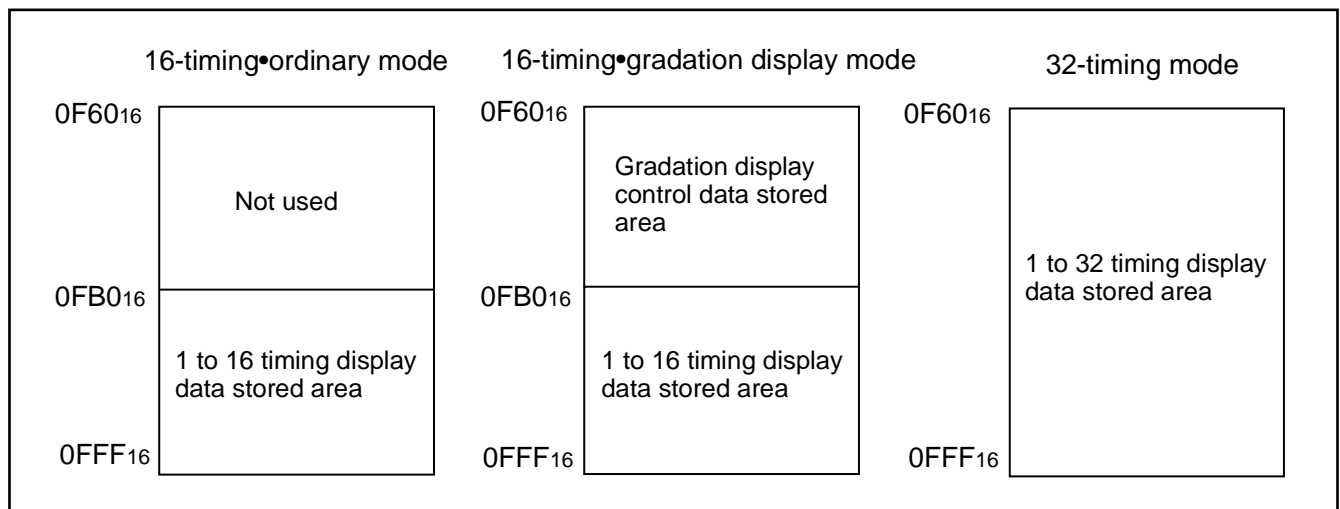 16-timing•ordinary mode
0F6016
Not used
0FB016
1 to 16 timing display
data stored area
0FFF16
16-timing•gradation display mode
0F6016
Gradation display
control data stored
area
0FB016
1 to 16 timing display
data stored area
0FFF16
32-timing mode
0F6016
1 to 32 timing display
data stored area
0FFF16